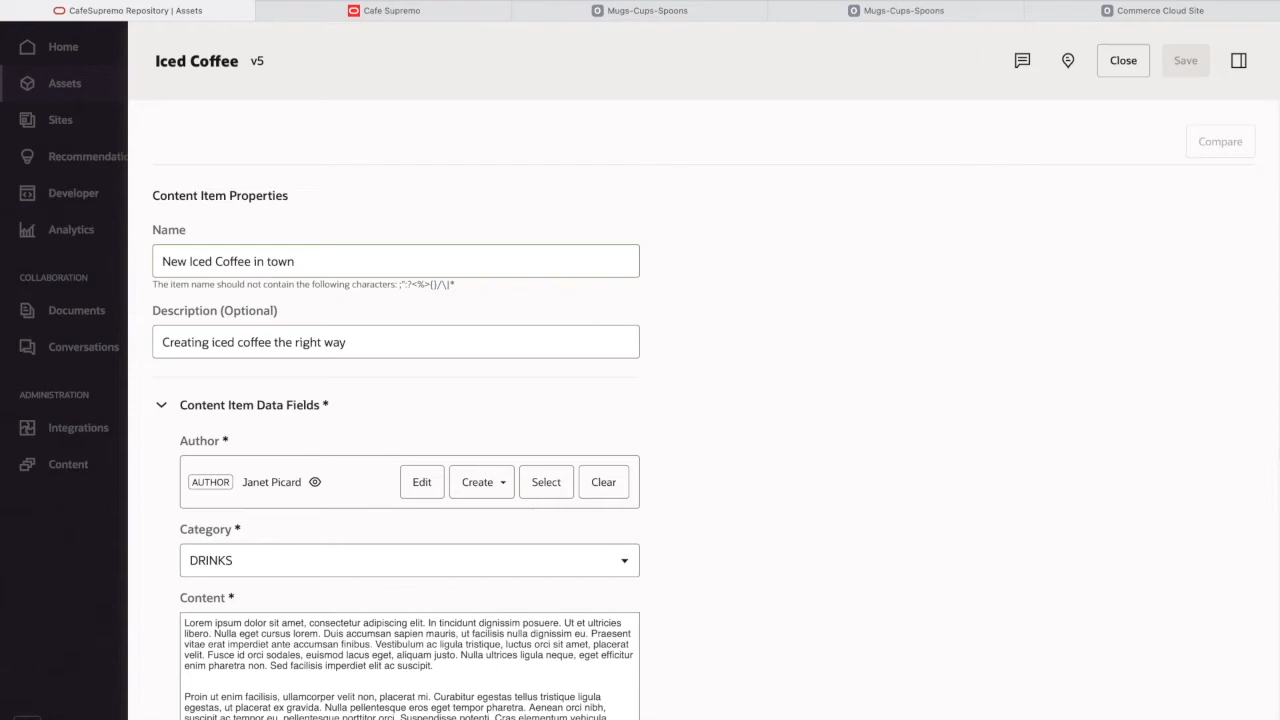 CafeSupremo Repository | Assets
Cafe Supremo
Mugs-Cups-Spoons
Mugs-Cups-Spoons
Commerce Cloud Site
Home
Assets
Sites
Recommendatio
Developer
Analytics
COLLABORATION
Documents
Conversations
ADMINISTRATION
Integrations
Content
Iced Coffee v5
Close
Save
Compare
Content Item Properties
Name
New Iced Coffee in town
The item name should not contain the following characters: ;":?<%>{}/\|*
Description (Optional)
Creating iced coffee the right way
Content Item Data Fields *
Author *
AUTHOR Janet Picard Edit Create Select Clear
Category *
DRINKS
Content *
Lorem ipsum dolor sit amet, consectetur adipiscing elit. In tincidunt dignissim posuere. Ut et ultricies
libero. Nulla eget cursus lorem. Duis accumsan sapien mauris, ut facilisis nulla dignissim eu. Praesent
vitae erat imperdiet ante accumsan finibus. Vestibulum ac ligula tristique, luctus orci sit amet, placerat
velit. Fusce id orci sodales, euismod lacus eget, aliquam justo. Nulla ultrices ligula neque, eget efficitur
enim pharetra non. Sed facilisis imperdiet elit ac suscipit.
Proin ut enim facilisis, ullamcorper velit non, placerat mi. Curabitur egestas tellus tristique ligula
egestas, ut placerat ex gravida. Nulla pellentesque eros eget tempor pharetra. Aenean orci nibh,
suscipit ac tempor eu, pellentesque porttitor orci. Suspendisse potenti. Cras elementum vehicula